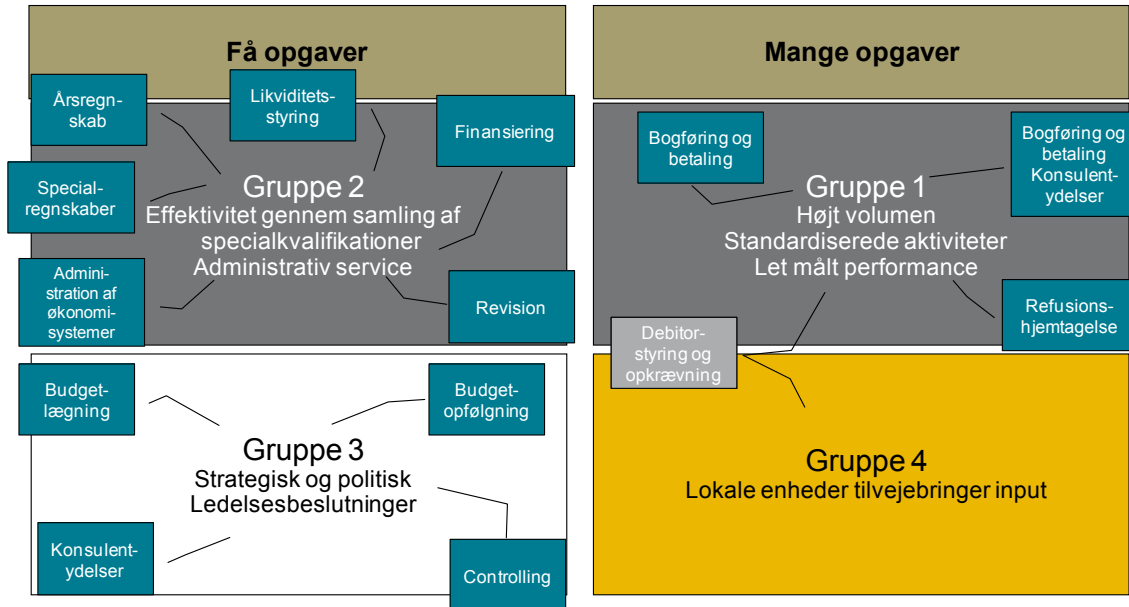 Få opgaver
Årsregn-
skab
Likviditets-
styring
Finansiering
Special-
regnskaber
Gruppe 2
Effektivitet gennem samling af
specialkvalifikationer
Administrativ service
Admini-
stration af
økonomi-
systemer
Revision
Budget-
lægning
Budget-
opfølgning
Gruppe 3
Strategisk og politisk
Ledelsesbeslutninger
Konsulent-
ydelser
Controlling
Mange opgaver
Bogføring og
betaling
Bogføring og
betaling
Konsulent-
ydelser
Gruppe 1
Højt volumen
Standardiserede aktiviteter
Let målt performance
Refusions-
hjemtagelse
Debitor-
styring og
opkrævning
Gruppe 4
Lokale enheder tilvejebringer input